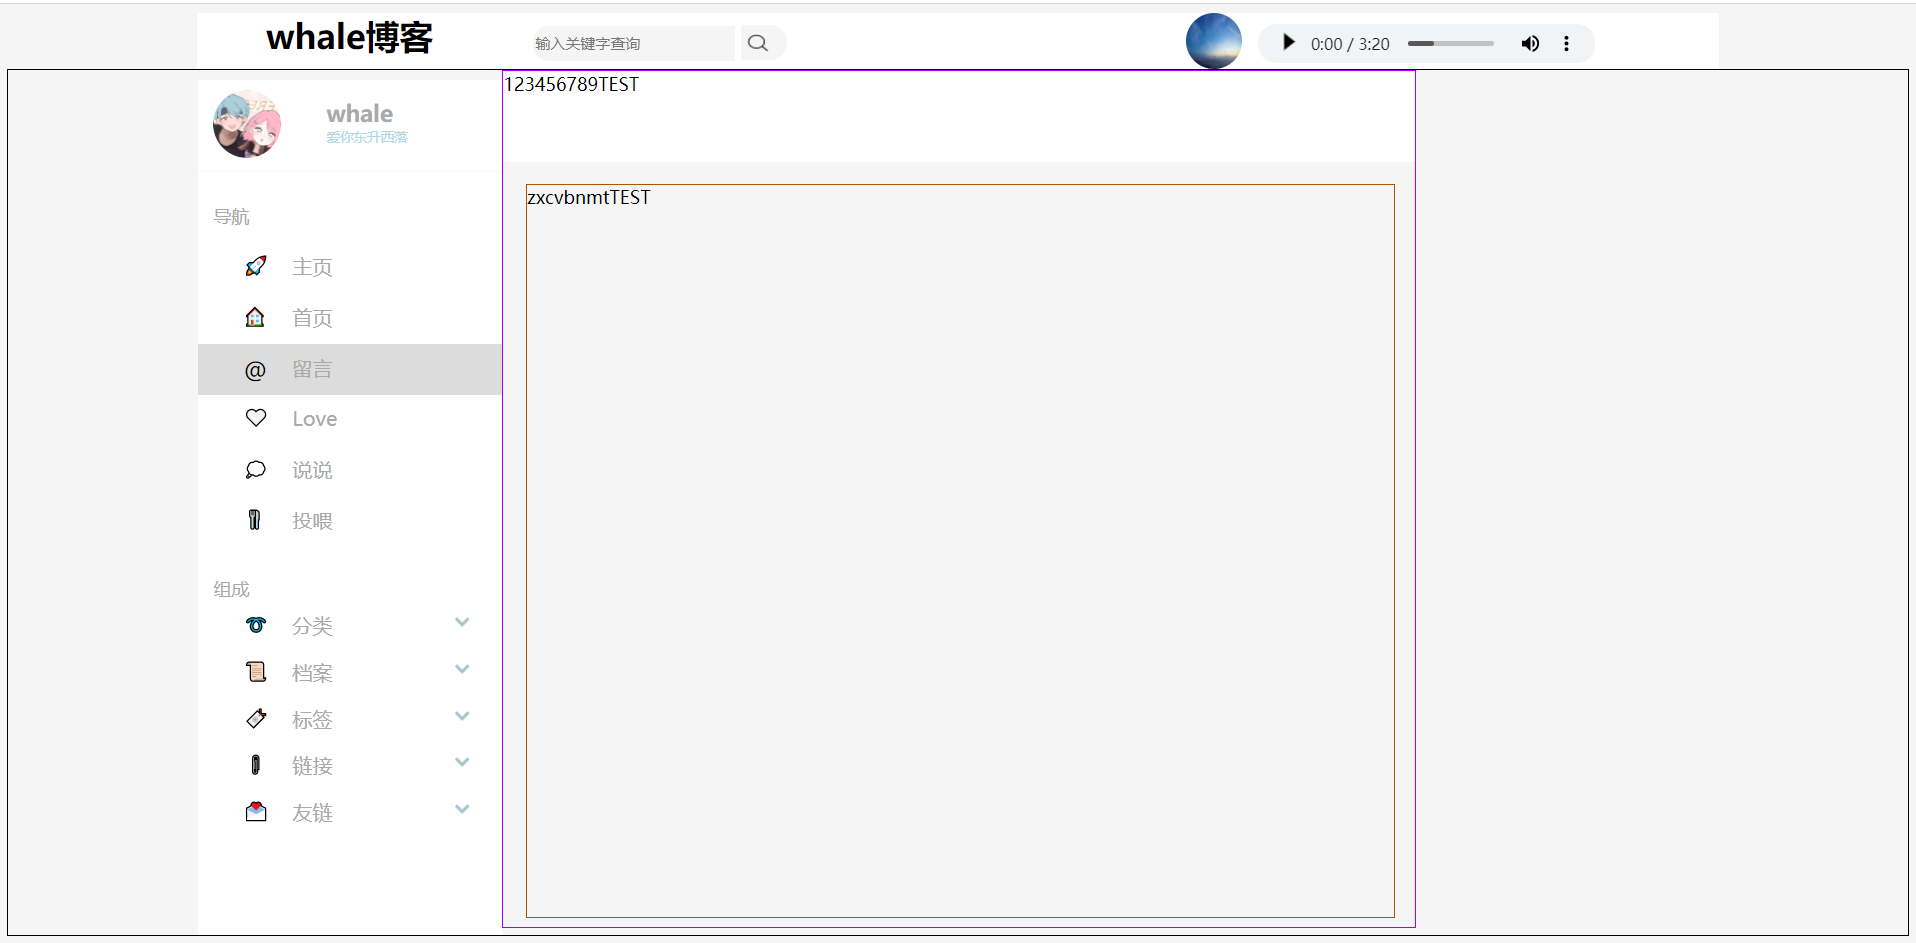 whale博客
输入关键字查询
0:00 / 3:20
whale
爱你东升西落
导航
主页
首页
@ 留言
Love
说说
投喂
组成
分类
档案
标签
链接
友链
123456789TEST
zxcvbnmtTEST